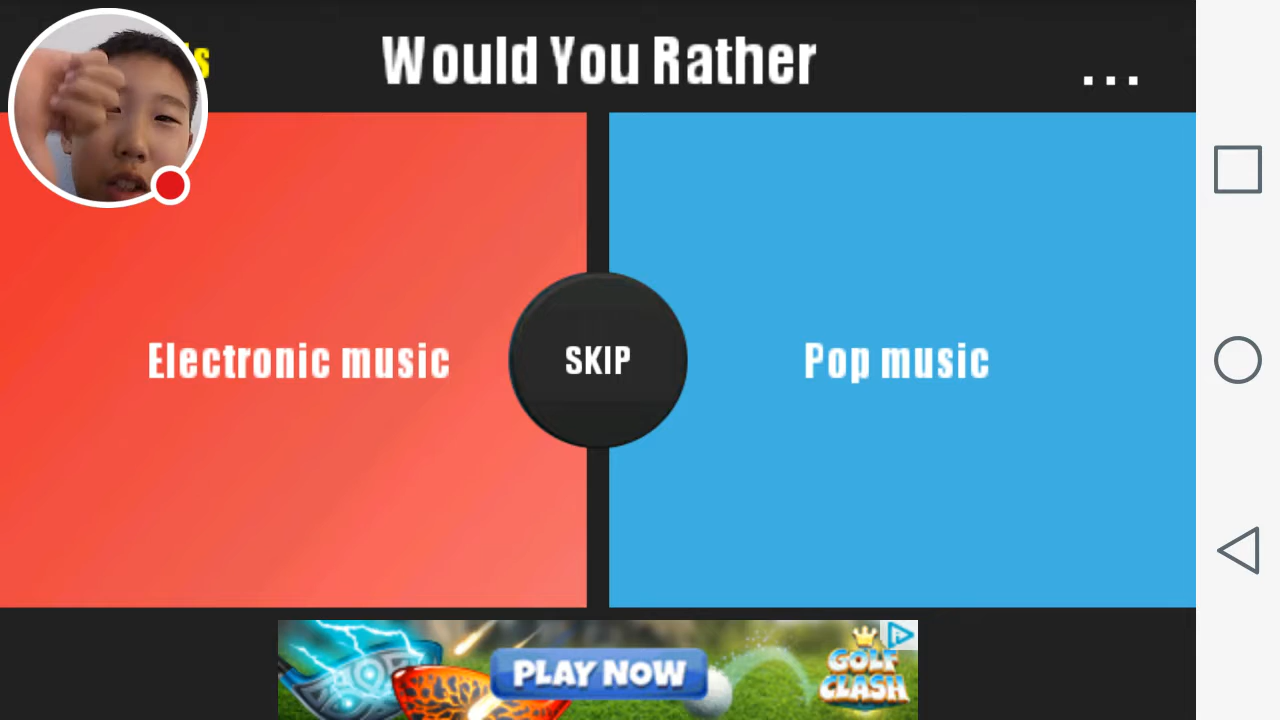 Would You Rather
...
Electronic music
SKIP
Pop music
PLAY NOW
GOLF
CLASH